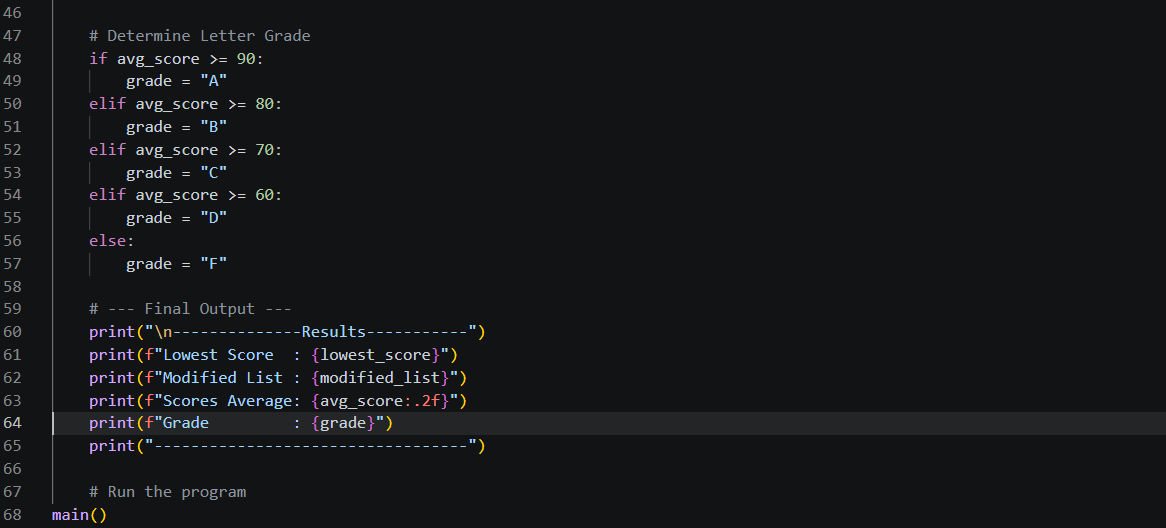 46
47 # Determine Letter Grade
48 if avg_score >= 90:
49 grade = "A"
50 elif avg_score >= 80:
51 grade = "B"
52 elif avg_score >= 70:
53 grade = "C"
54 elif avg_score >= 60:
55 grade = "D"
56 else:
57 grade = "F"
58
59 # --- Final Output ---
60 print("\n--------------Results-----------")
61 print(f"Lowest Score  : {lowest_score}")
62 print(f"Modified List : {modified_list}")
63 print(f"Scores Average: {avg_score:.2f}")
64 print(f"Grade         : {grade}")
65 print("----------------------------------")
66
67 # Run the program
68 main()